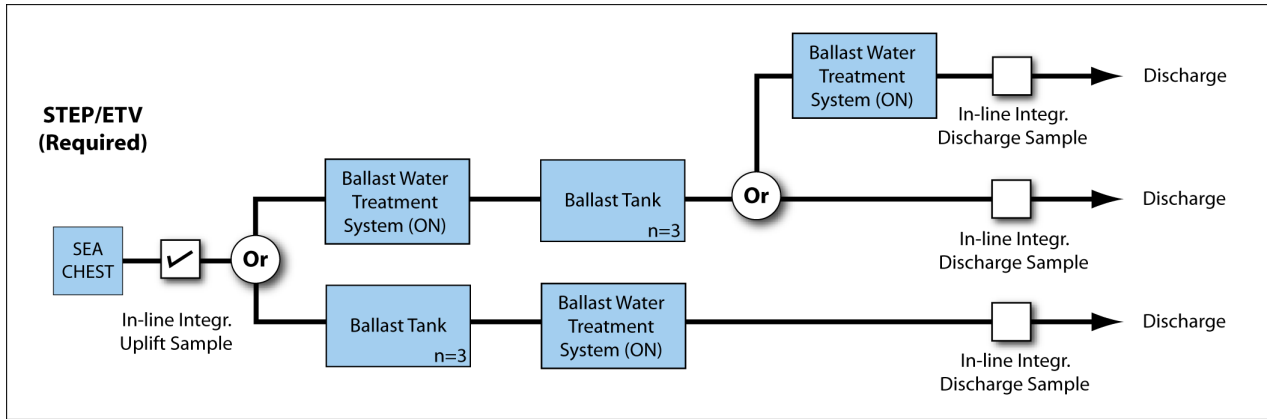 STEP/ETV
(Required)
SEA
CHEST
In-line Integr.
Uplift Sample
Or
Ballast Water
Treatment
System (ON)
Ballast Tank
n=3
Or
Ballast Water
Treatment
System (ON)
In-line Integr.
Discharge Sample
Discharge
In-line Integr.
Discharge Sample
Discharge
Ballast Tank
n=3
Ballast Water
Treatment
System (ON)
In-line Integr.
Discharge Sample
Discharge